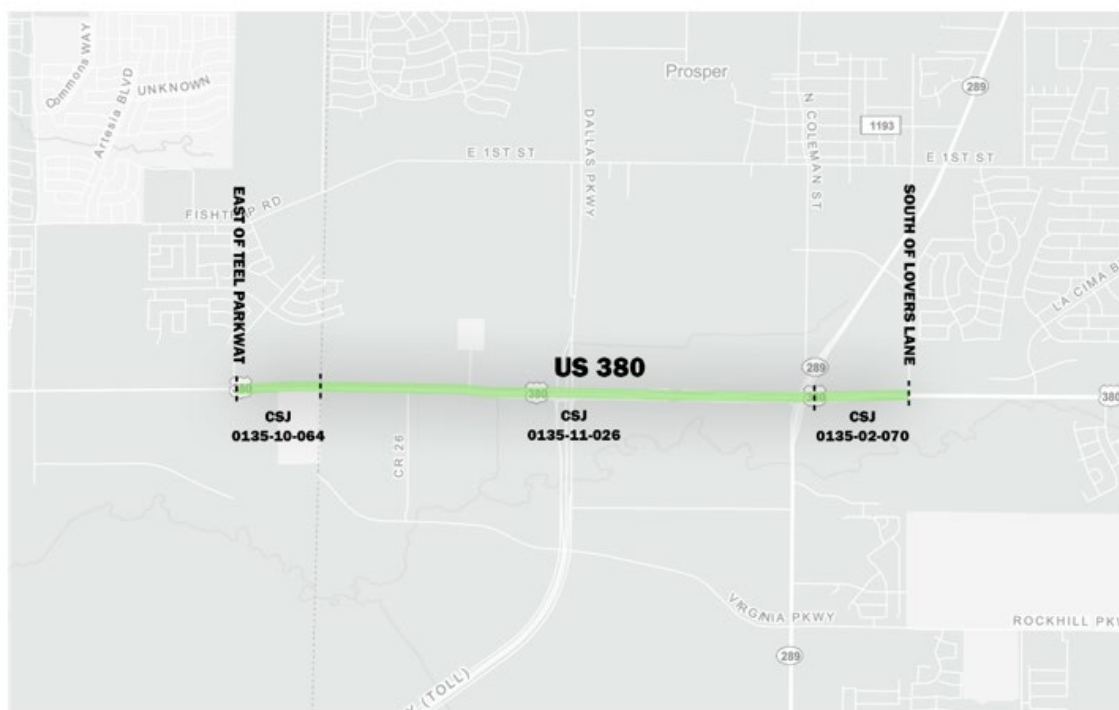 Commons WAY
Artesia BLVD
UNKNOWN
Prosper
289
1193
N COLEMAN ST
DALLAS PKWY
E 1ST ST
E 1ST ST
FISHTRAP RD
EAST OF TEEL PARKWAT
SOUTH OF LOVERS LANE
LA CIMA B
US 380
289
380
380
380
380
CSJ
0135-10-064
CSJ
0135-11-026
CSJ
0135-02-070
CR 26
VIRGINIA PKWY
ROCKHILL PK
289
Y (TOLL)